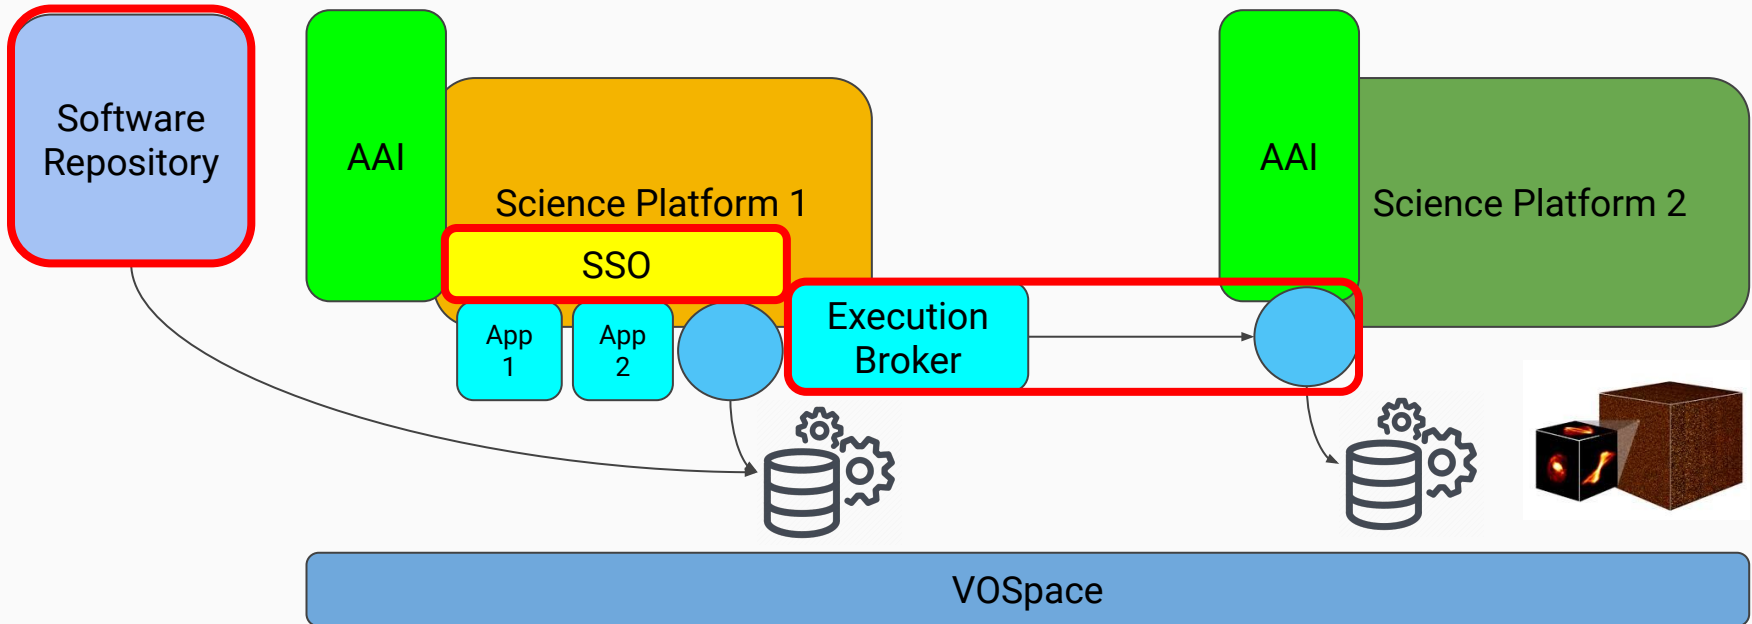 Software
Repository
AAI
Science Platform 1
SSO
App
1
App
2
Execution
Broker
AAI
Science Platform 2
VOSpace